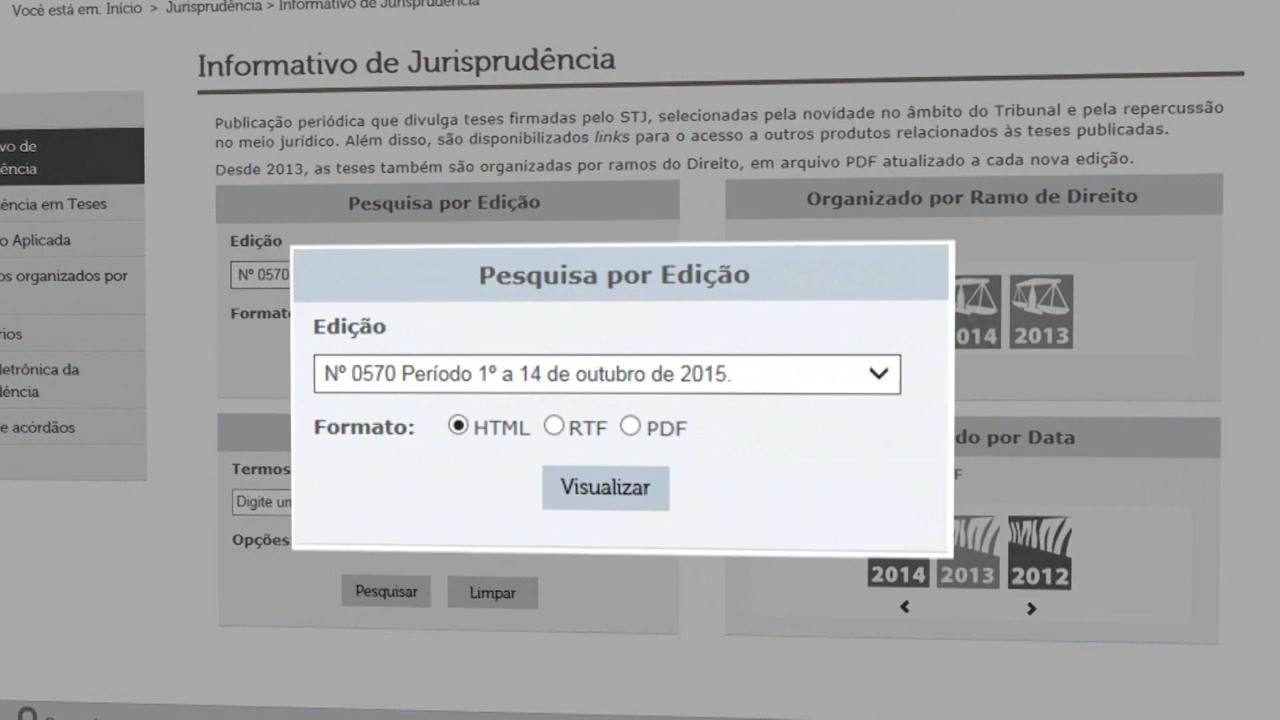 Você está em: Início > Jurisprudência > Informativo de Jurisprudência
Informativo de Jurisprudência
Publicação periódica que divulga teses firmadas pelo STJ, selecionadas pela novidade no âmbito do Tribunal e pela repercussão
no meio jurídico. Além disso, são disponibilizados links para o acesso a outros produtos relacionados às teses publicadas.
Desde 2013, as teses também são organizadas por ramos do Direito, em arquivo PDF atualizado a cada nova edição.
vo de
ência
ência em Teses
o Aplicada
os organizados por
rios
letrônica da
dência
e acórdãos
Pesquisa por Edição
Edição
Nº 0570
Formato
Organizado por Ramo de Direito
014
2013
Pesquisa por Edição
Edição
Nº 0570 Período 1º a 14 de outubro de 2015.
Formato: HTML RTF PDF
Visualizar
Termos
Digite un
Opções
Pesquisar
Limpar
do por Data
F
2014
2013
2012